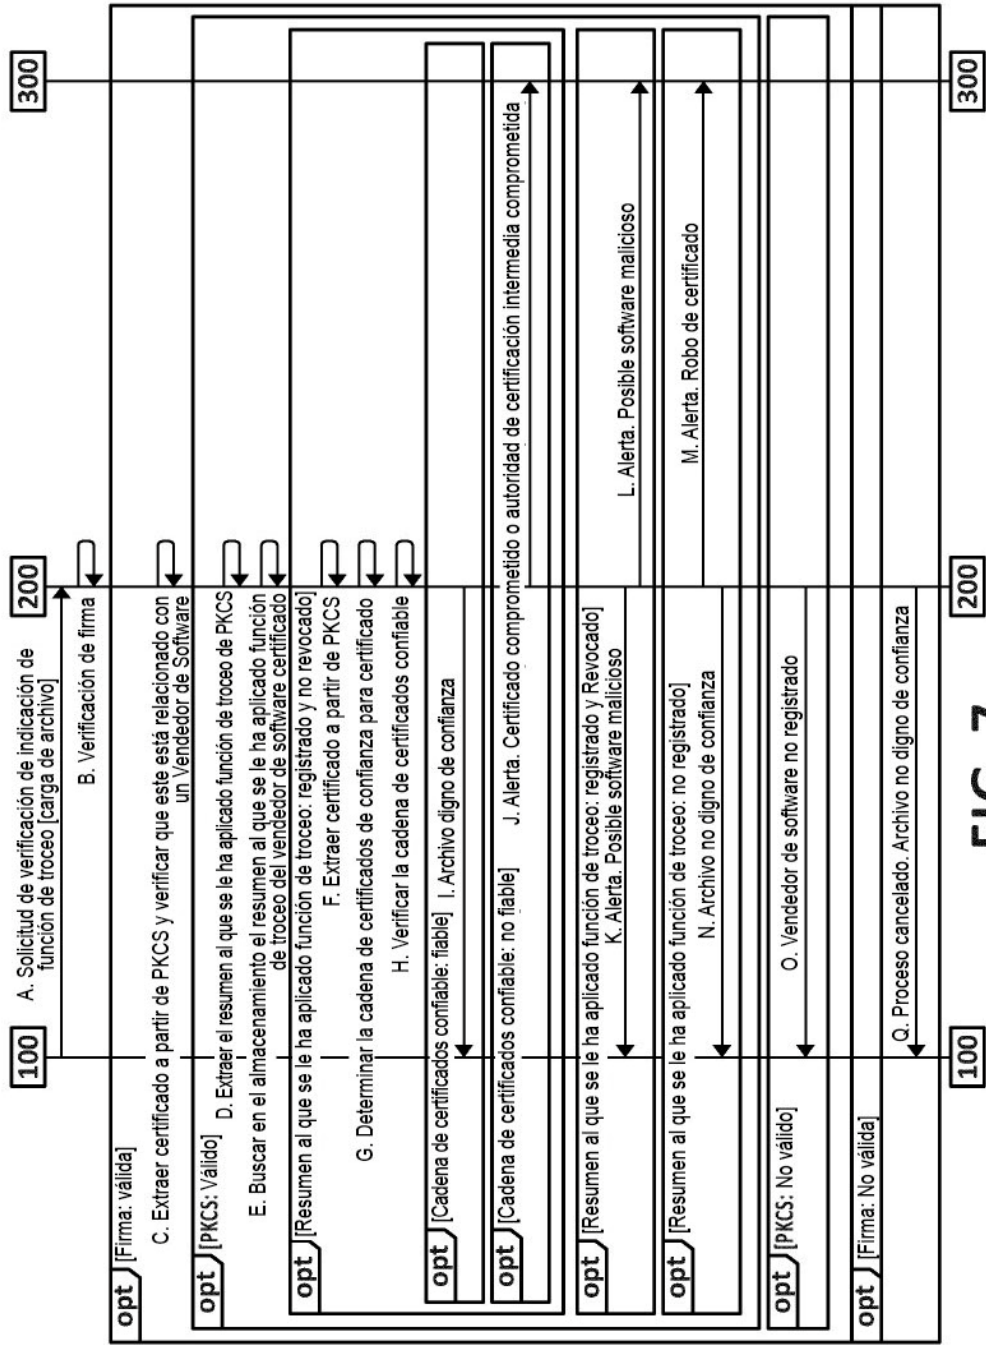 100
200
300
A. Solicitud de verificación de indicación de
función de troceo [carga de archivo]
B. Verificación de firma
opt [Firma: válida]
C. Extraer certificado a partir de PKCS y verificar que este está relacionado con
un Vendedor de Software
opt [PKCS: Válido]
D. Extraer el resumen al que se le ha aplicado función de troceo de PKCS
E. Buscar en el almacenamiento el resumen al que se le ha aplicado función
de troceo del vendedor de software certificado
opt [Resumen al que se le ha aplicado función de troceo: registrado y no revocado]
F. Extraer certificado a partir de PKCS
G. Determinar la cadena de certificados de confianza para certificado
H. Verificar la cadena de certificados confiable
opt [Cadena de certificados confiable: fiable] I. Archivo digno de confianza
opt [Cadena de certificados confiable: no fiable] J. Alerta. Certificado comprometido o autoridad de certificación intermedia comprometida
opt [Resumen al que se le ha aplicado función de troceo: registrado y Revocado]
K. Alerta. Posible software malicioso
L. Alerta. Posible software malicioso
opt [Resumen al que se le ha aplicado función de troceo: no registrado]
M. Alerta. Robo de certificado
N. Archivo no digno de confianza
opt [PKCS: No válido]
O. Vendedor de software no registrado
opt [Firma: No válida]
Q. Proceso cancelado. Archivo no digno de confianza
100
200
300
FIG. 7